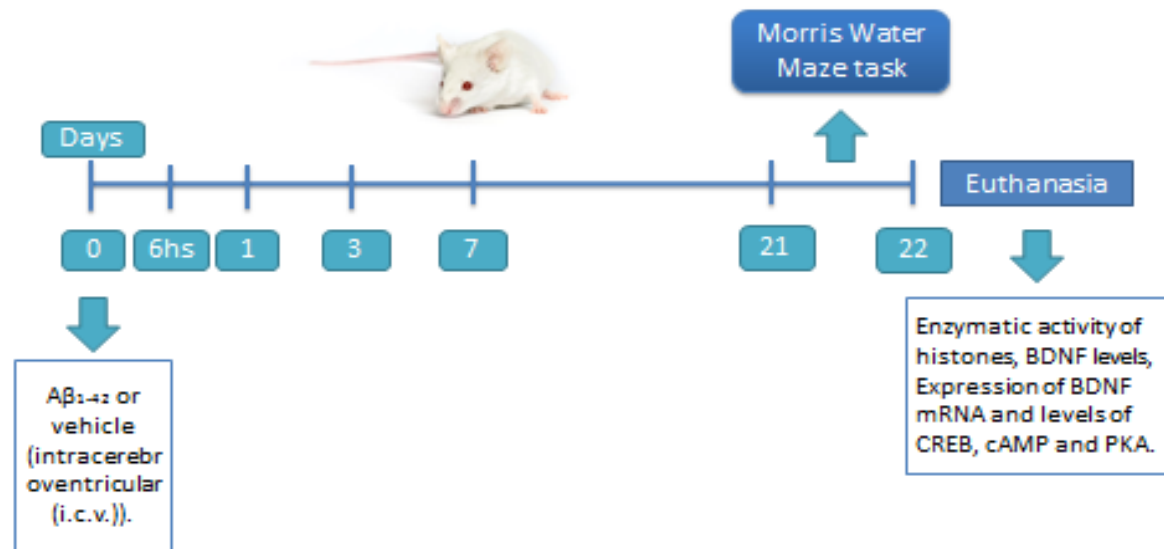 Morris Water
Maze task
Days
Euthanasia
0
6hs
1
3
7
21
22
Aβ₁₋₄₂ or
vehicle
(intracerebr
oventricular
(i.c.v.)).
Enzymatic activity of
histones, BDNF levels,
Expression of BDNF
mRNA and levels of
CREB, cAMP and PKA.